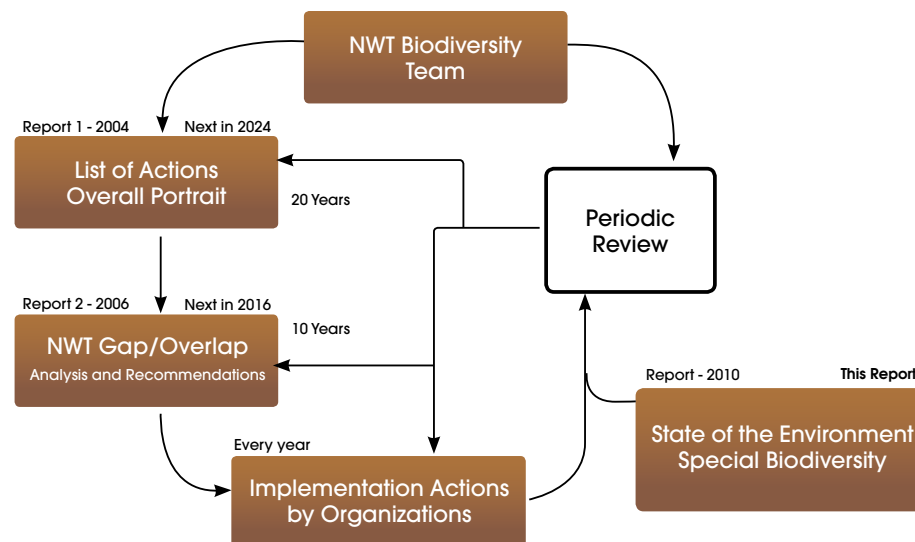 NWT Biodiversity
Team
Report 1 - 2004 Next in 2024
List of Actions
Overall Portrait
20 Years
Periodic
Review
Report 2 - 2006 Next in 2016
10 Years
NWT Gap/Overlap
Analysis and Recommendations
Report - 2010 This Report
State of the Environment
Special Biodiversity
Every year
Implementation Actions
by Organizations